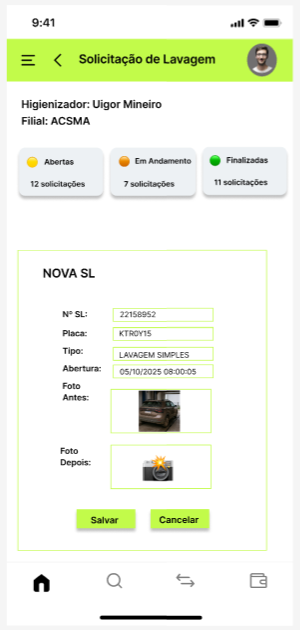 9:41
Solicitação de Lavagem
Higienizador: Uigor Mineiro
Filial: ACSMA
Abertas
12 solicitações
Em Andamento
7 solicitações
Finalizadas
11 solicitações
NOVA SL
Nº SL: 22158952
Placa: KTR0Y15
Tipo: LAVAGEM SIMPLES
Abertura: 05/10/2025 08:00:05
Foto
Antes:
Foto
Depois:
Salvar Cancelar